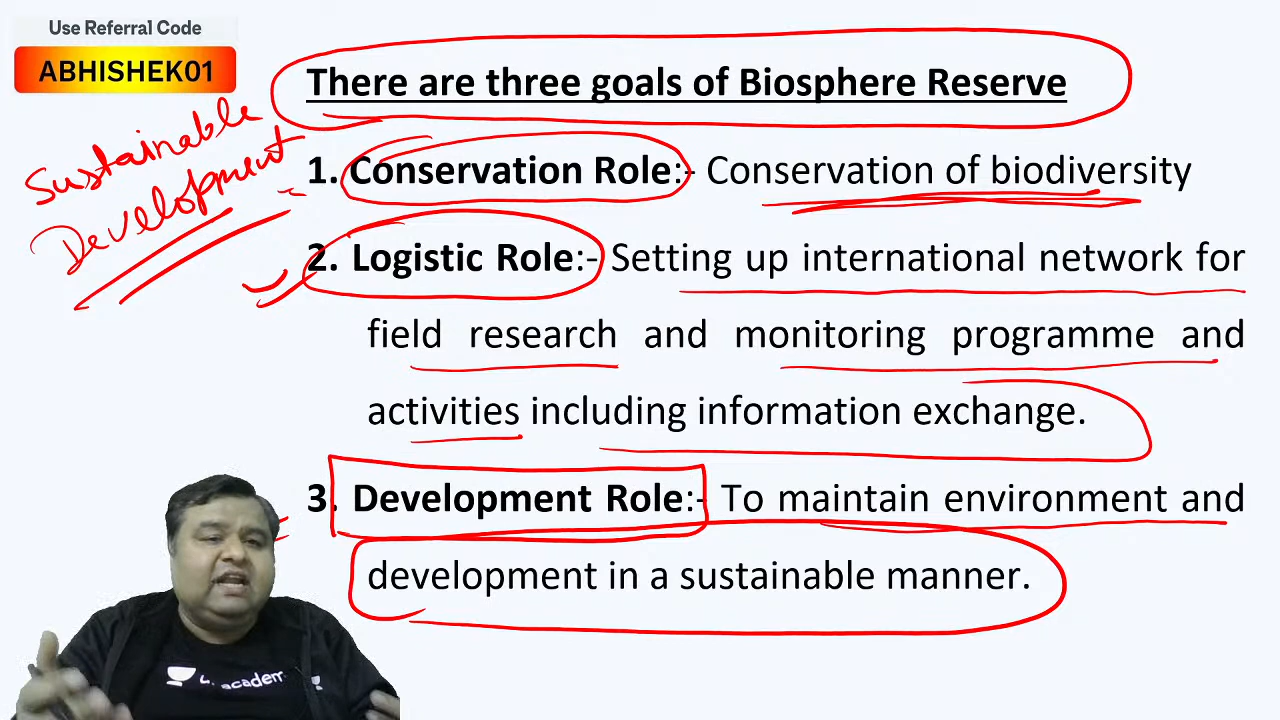 Use Referral Code
ABHISHEK01
Sustainable
Development
There are three goals of Biosphere Reserve
1. Conservation Role:- Conservation of biodiversity
2. Logistic Role:- Setting up international network for
field research and monitoring programme and
activities including information exchange.
3. Development Role:- To maintain environment and
development in a sustainable manner.